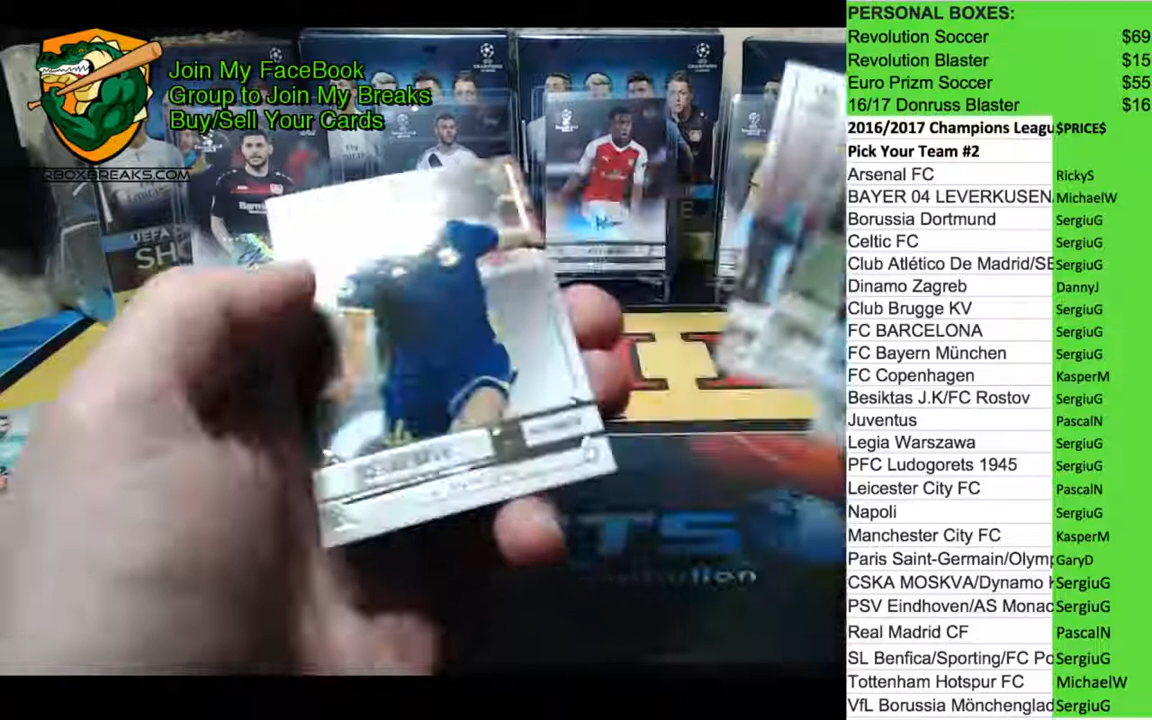 Join My FaceBook
Group to Join My Breaks
Buy/Sell Your Cards
RBOXBREAKS.COM
PERSONAL BOXES:
Revolution Soccer $69
Revolution Blaster $15
Euro Prizm Soccer $55
16/17 Donruss Blaster $16
2016/2017 Champions Leagu $PRICE$
Pick Your Team #2
Arsenal FC RickyS
BAYER 04 LEVERKUSEN MichaelW
Borussia Dortmund SergiuG
Celtic FC SergiuG
Club Atlético De Madrid/SE SergiuG
Dinamo Zagreb DannyJ
Club Brugge KV SergiuG
FC BARCELONA SergiuG
FC Bayern München SergiuG
FC Copenhagen KasperM
Besiktas J.K/FC Rostov SergiuG
Juventus PascalN
Legia Warszawa SergiuG
PFC Ludogorets 1945 SergiuG
Leicester City FC PascalN
Napoli SergiuG
Manchester City FC KasperM
Paris Saint-Germain/Olymp GaryD
CSKA MOSKVA/Dynamo K SergiuG
PSV Eindhoven/AS Monac SergiuG
Real Madrid CF PascalN
SL Benfica/Sporting/FC Po SergiuG
Tottenham Hotspur FC MichaelW
VfL Borussia Mönchenglad SergiuG